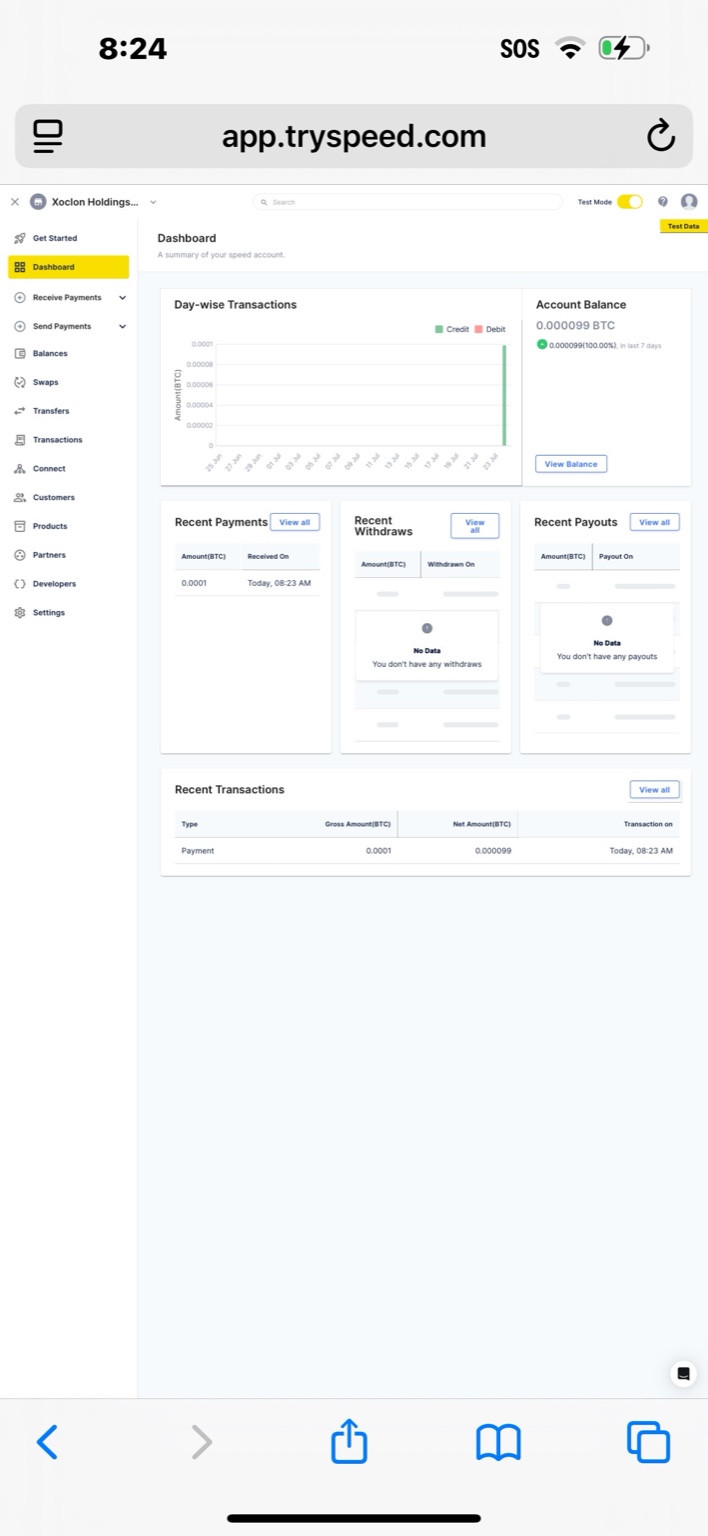 8:24
SOS
app.tryspeed.com
Xoclon Holdings...
Search
Test Mode
Test Data
Get Started
Dashboard
Receive Payments
Send Payments
Balances
Swaps
Transfers
Transactions
Connect
Customers
Products
Partners
Developers
Settings
Dashboard
A summary of your speed account.
Day-wise Transactions
Credit
Debit
Amount(BTC)
0.0001
0.00008
0.00006
0.00004
0.00002
0
25 Jun
27 Jun
29 Jun
01 Jul
03 Jul
05 Jul
07 Jul
09 Jul
11 Jul
13 Jul
15 Jul
17 Jul
19 Jul
21 Jul
23 Jul
Account Balance
0.000099 BTC
0.000099(100.00%), in last 7 days
View Balance
Recent Payments
View all
Amount(BTC) Received On
0.0001 Today, 08:23 AM
Recent
Withdraws
View
all
Amount(BTC) Withdrawn On
No Data
You don't have any withdraws
Recent Payouts
View all
Amount(BTC) Payout On
No Data
You don't have any payouts
Recent Transactions
View all
Type Gross Amount(BTC) Net Amount(BTC) Transaction on
Payment 0.0001 0.000099 Today, 08:23 AM